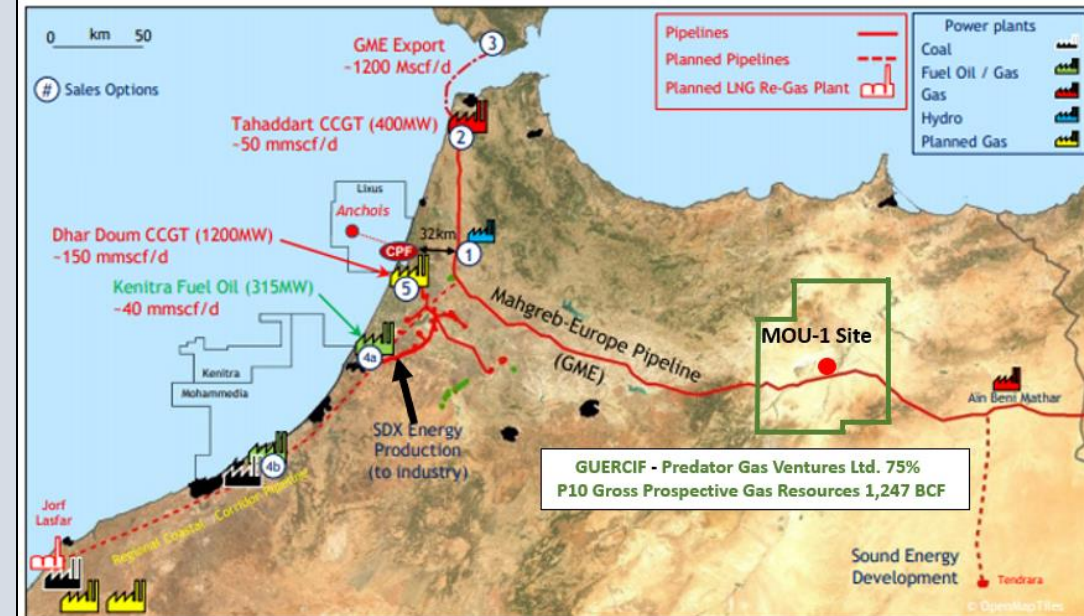 0 km 50
# Sales Options
GME Export
~1200 Mscf/d
3
Pipelines
Planned Pipelines
Planned LNG Re-Gas Plant
Power plants
Coal
Fuel Oil / Gas
Gas
Hydro
Planned Gas
Tahaddart CCGT (400MW)
~50 mmscf/d
2
Lixus
Anchois
32km
CPF
1
Dhar Doum CCGT (1200MW)
~150 mmscf/d
5
Kenitra Fuel Oil (315MW)
~40 mmscf/d
4a
Mahgreb-Europe Pipeline
(GME)
MOU-1 Site
Kenitra
Mohammedia
Ain Beni Mathar
SDX Energy
Production
(to industry)
4b
GUERCIF - Predator Gas Ventures Ltd. 75%
P10 Gross Prospective Gas Resources 1,247 BCF
Jorf
Lasfar
Regional Coastal Corridor Pipeline
Sound Energy
Development
Tendrara
© OpenMapTiles